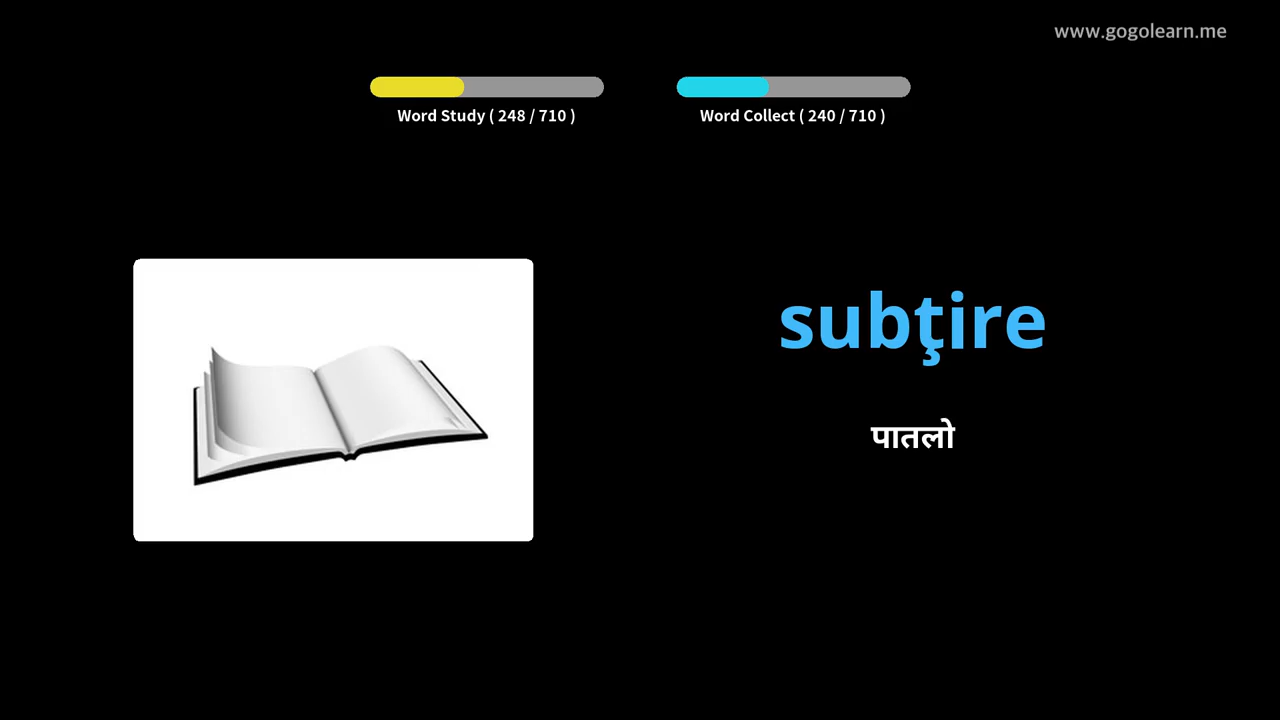 www.gogolearn.me
Word Study ( 248 / 710 )
Word Collect ( 240 / 710 )
subţire
पातलो